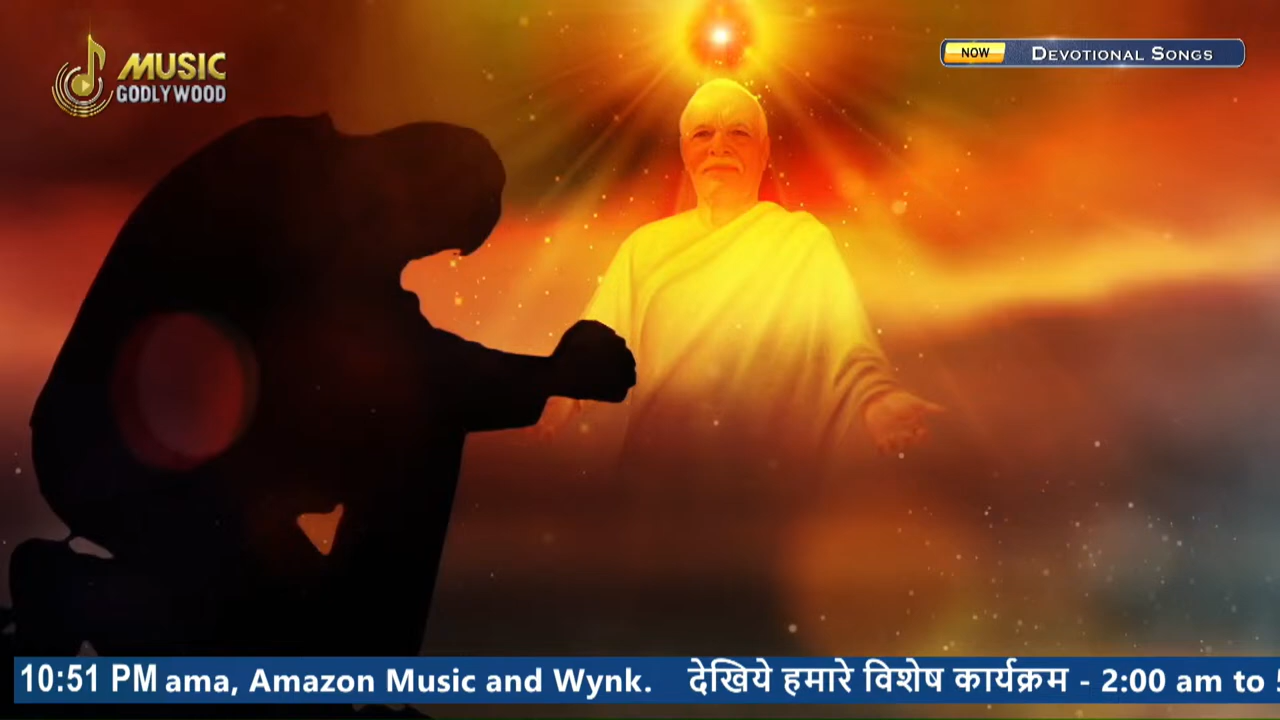 MUSIC
GODLYWOOD
NOW DEVOTIONAL SONGS
10:51 PM ama, Amazon Music and Wynk. देखिये हमारे विशेष कार्यक्रम - 2:00 am to